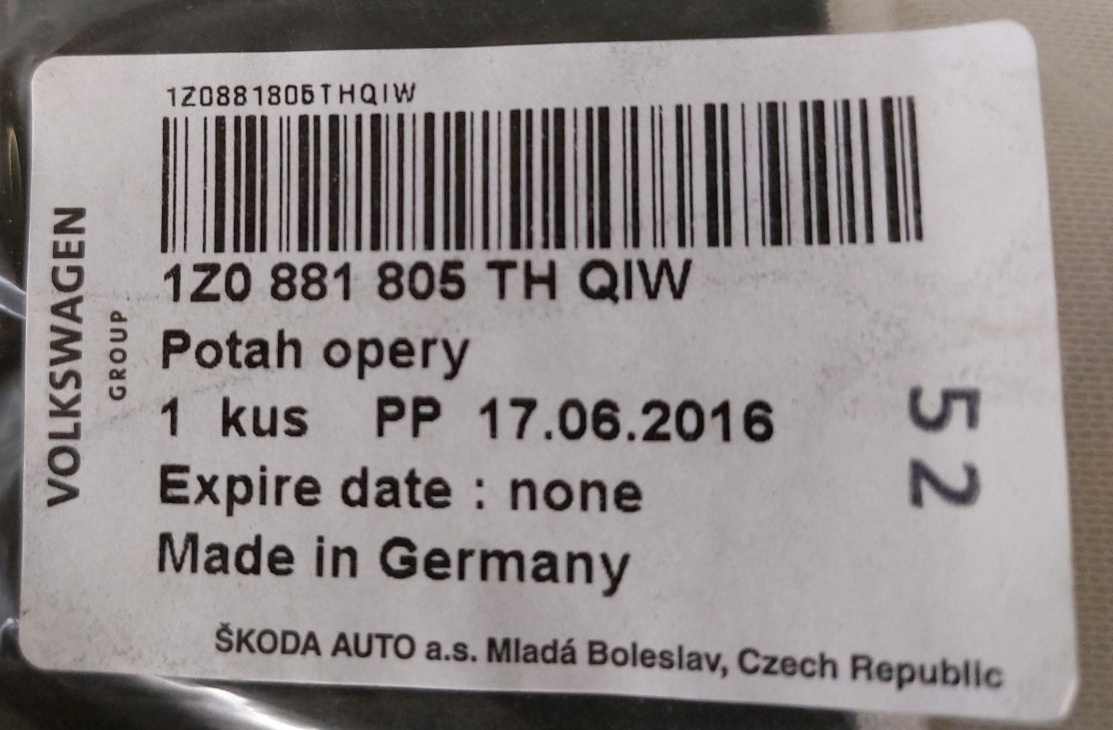 1Z0881805THQIW
1Z0 881 805 TH QIW
Potah opery
1 kus PP 17.06.2016
Expire date : none
Made in Germany
ŠKODA AUTO a.s. Mladá Boleslav, Czech Republic
VOLKSWAGEN
GROUP
52